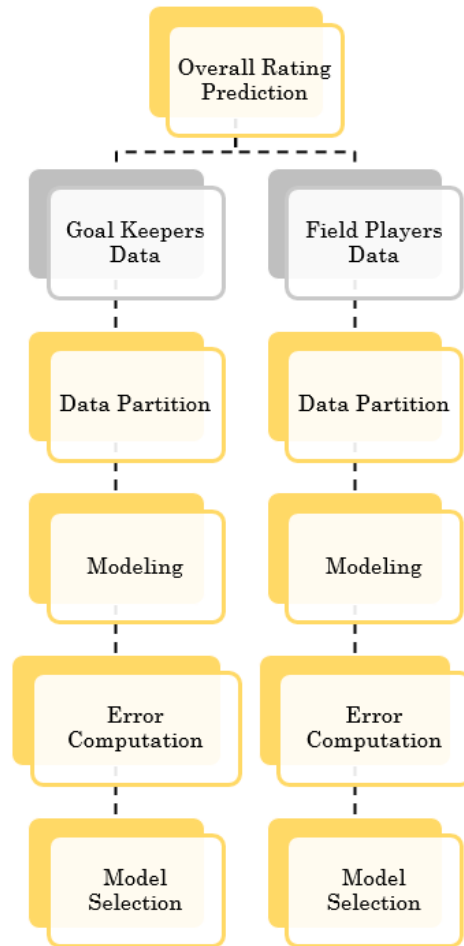 Overall Rating
Prediction
Goal Keepers
Data
Field Players
Data
Data Partition
Data Partition
Modeling
Modeling
Error
Computation
Error
Computation
Model
Selection
Model
Selection